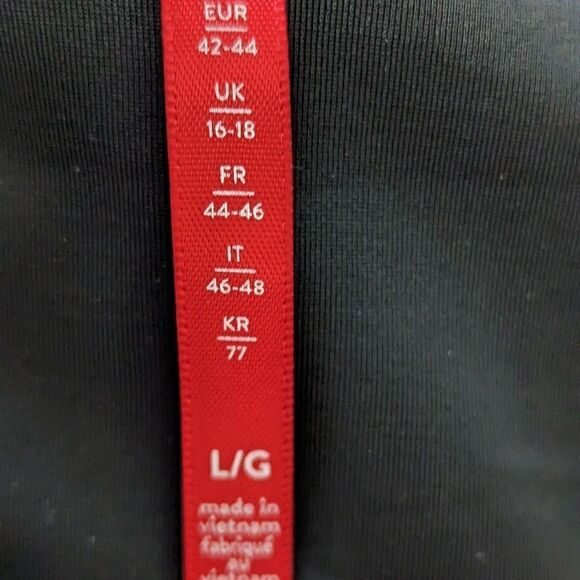 EUR
42-44
UK
16-18
FR
44-46
IT
46-48
KR
77
L/G
made in
vietnam
fabriqué
au
vietnam